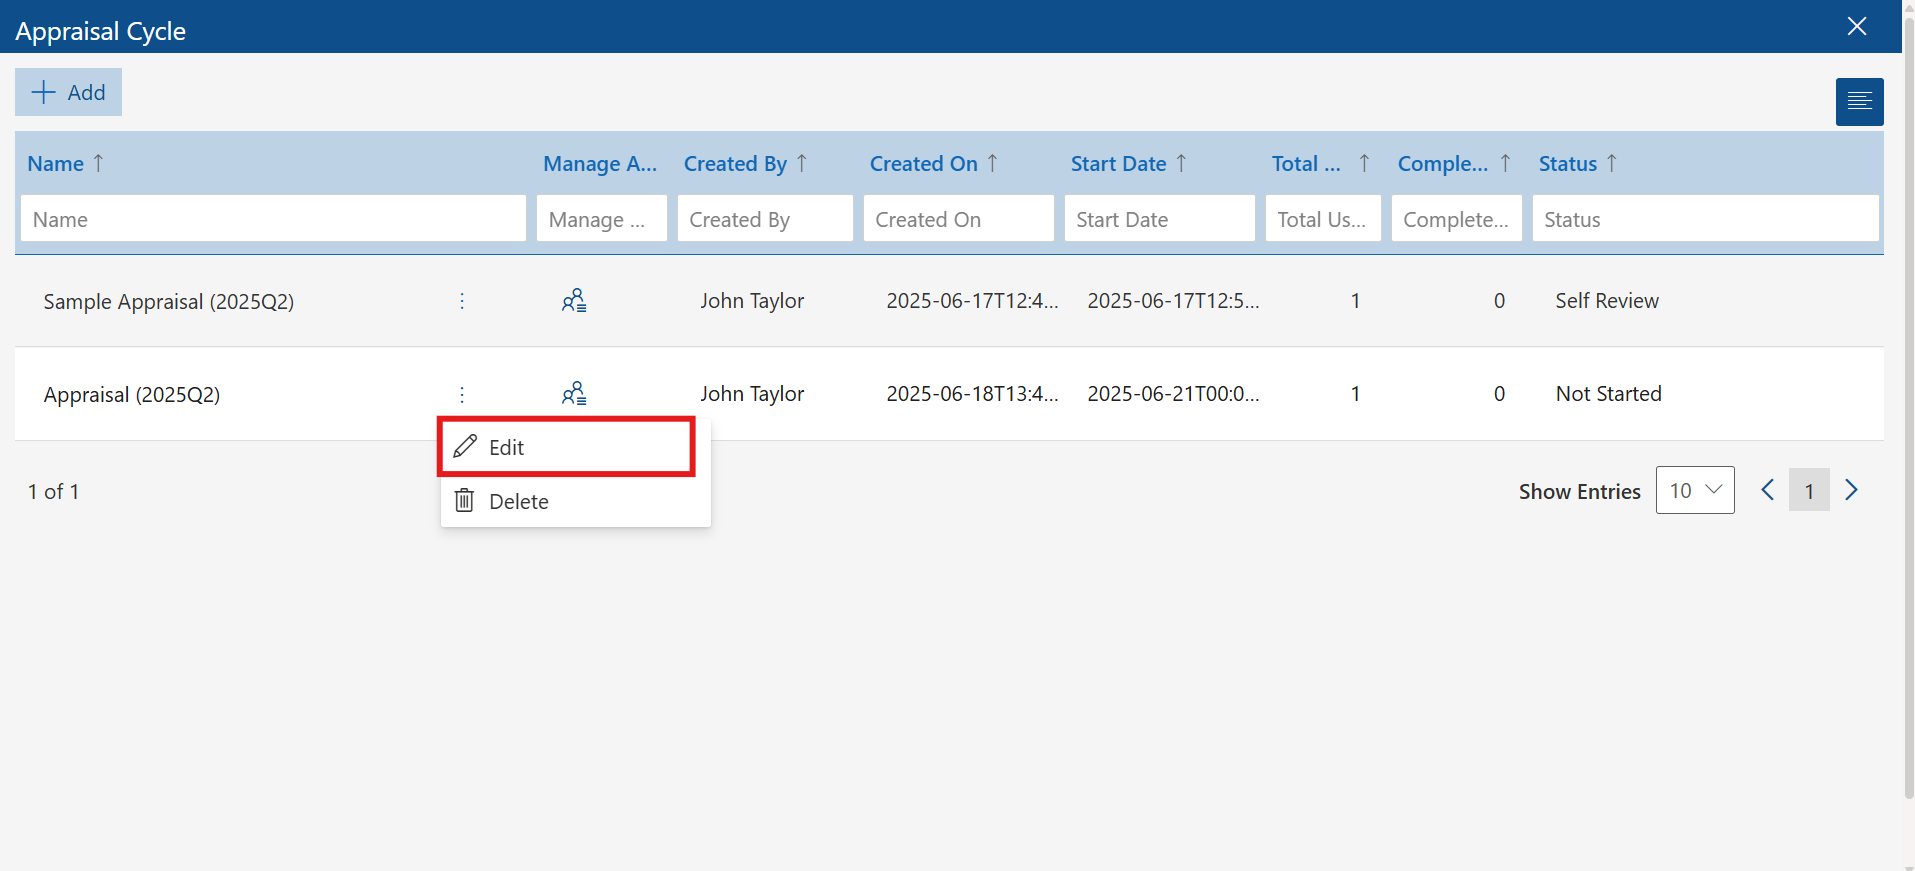 Appraisal Cycle
Add
Name Manage A... Created By Created On Start Date Total ... Comple... Status
Name Manage ... Created By Created On Start Date Total Us... Complete... Status
Sample Appraisal (2025Q2) John Taylor 2025-06-17T12:4... 2025-06-17T12:5... 1 0 Self Review
Appraisal (2025Q2) John Taylor 2025-06-18T13:4... 2025-06-21T00:0... 1 0 Not Started
Edit
Delete
1 of 1 Show Entries 10 1